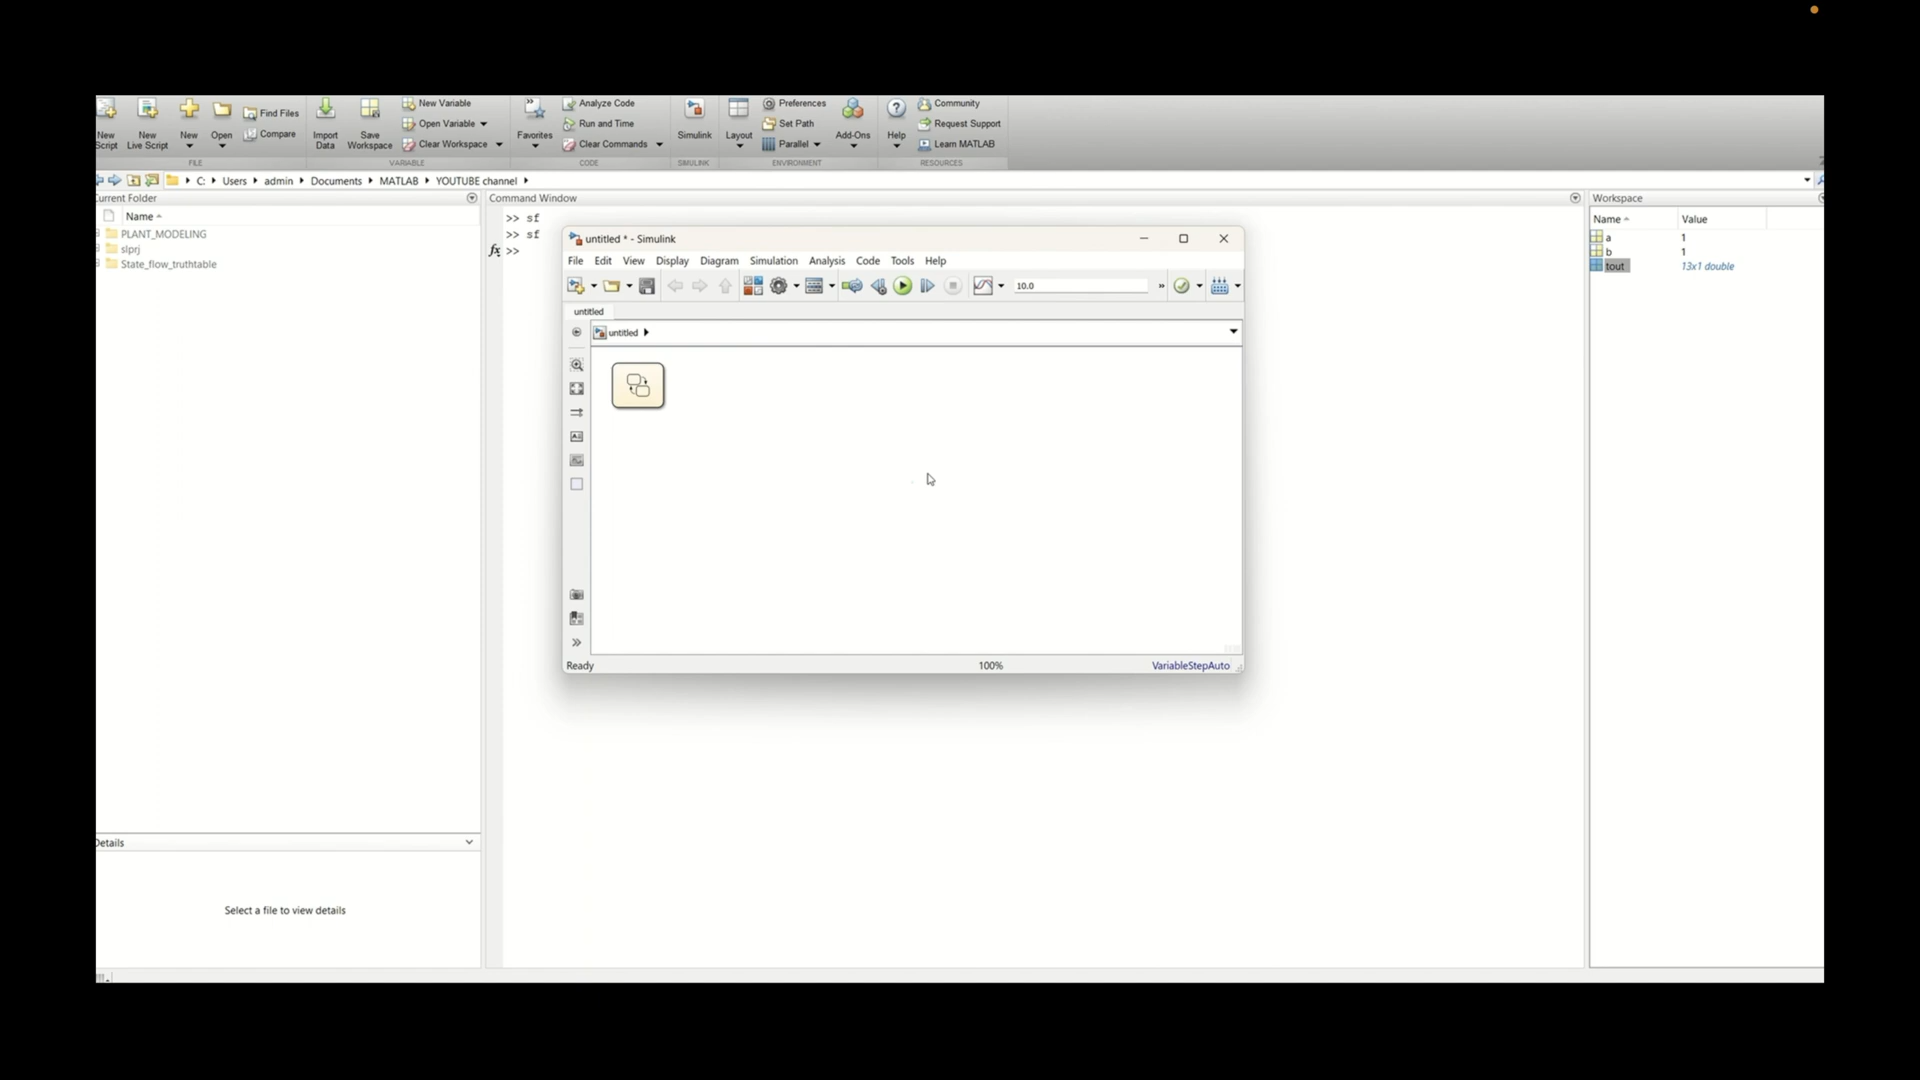 New Script
New Live Script
New
Open
Find Files
Compare
Import Data
Save Workspace
New Variable
Open Variable
Clear Workspace
Favorites
Analyze Code
Run and Time
Clear Commands
Simulink
Layout
Preferences
Set Path
Parallel
Add-Ons
Help
Community
Request Support
Learn MATLAB
FILE
VARIABLE
CODE
SIMULINK
ENVIRONMENT
RESOURCES
C: Users admin Documents MATLAB YOUTUBE channel
urrent Folder
Name
PLANT_MODELING
slprj
State_flow_truthtable
Details
Select a file to view details
Command Window
>> sf
>> sf
fx >>
untitled * - Simulink
File Edit View Display Diagram Simulation Analysis Code Tools Help
10.0 »
untitled
untitled
Ready 100% VariableStepAuto
Workspace
Name Value
a 1
b 1
tout 13x1 double